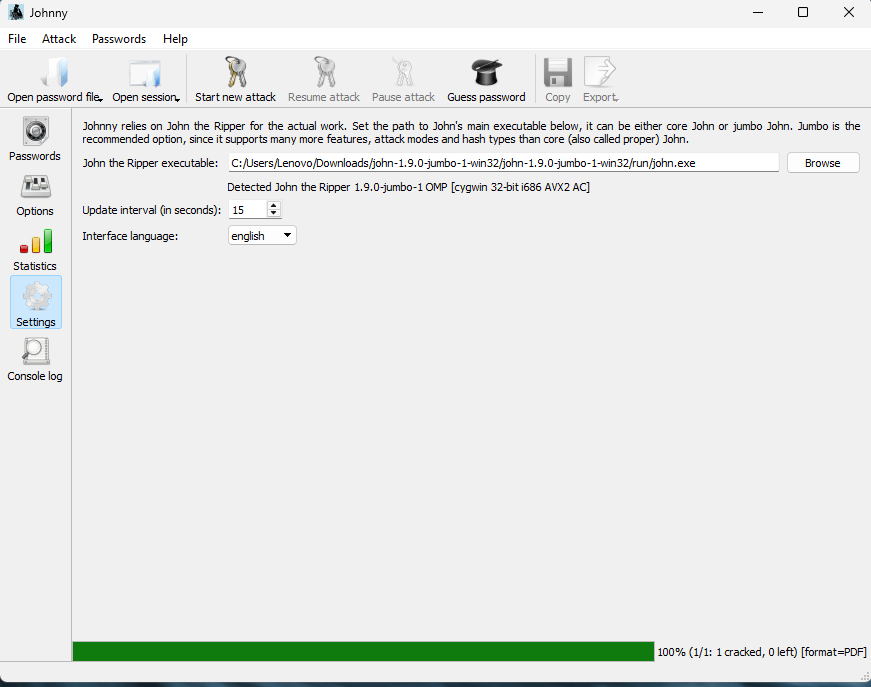 Johnny
File Attack Passwords Help
Open password file Open session Start new attack Resume attack Pause attack Guess password Copy Export
Passwords
Options
Statistics
Settings
Console log
Johnny relies on John the Ripper for the actual work. Set the path to John's main executable below, it can be either core John or jumbo John. Jumbo is the
recommended option, since it supports many more features, attack modes and hash types than core (also called proper) John.
John the Ripper executable: C:/Users/Lenovo/Downloads/john-1.9.0-jumbo-1-win32/john-1.9.0-jumbo-1-win32/run/john.exe Browse
Detected John the Ripper 1.9.0-jumbo-1 OMP [cygwin 32-bit i686 AVX2 AC]
Update interval (in seconds): 15
Interface language: english
100% (1/1: 1 cracked, 0 left) [format=PDF]